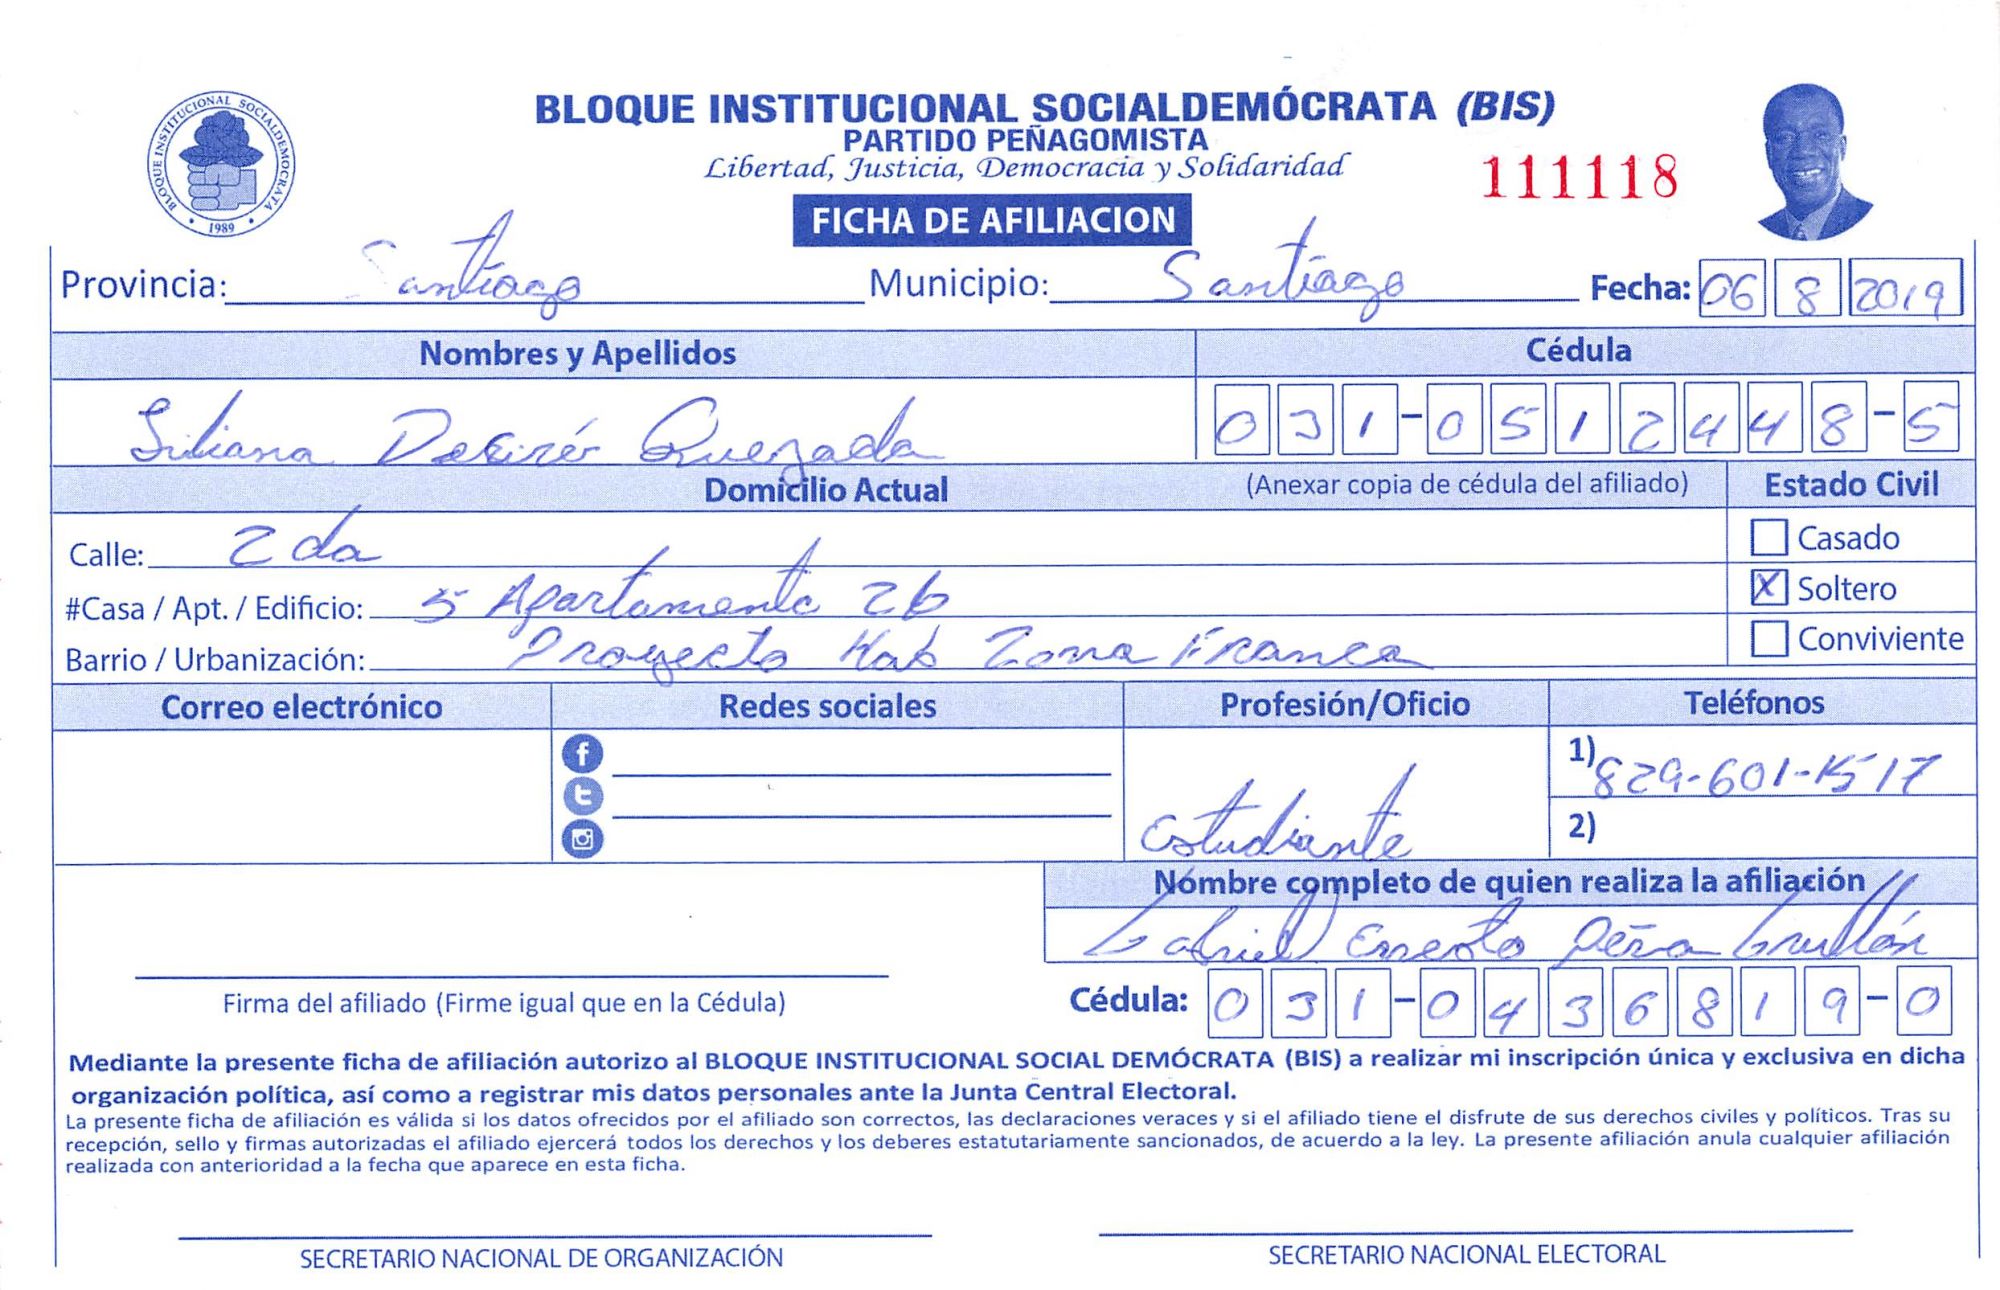 BLOQUE INSTITUCIONAL SOCIALDEMOCRATA
1989
BLOQUE INSTITUCIONAL SOCIALDEMÓCRATA (BIS)
PARTIDO PEÑAGOMISTA
Libertad, Justicia, Democracia y Solidaridad
111118
FICHA DE AFILIACION
Provincia: Santiago Municipio: Santiago Fecha: 06 8 2019
Nombres y Apellidos Cédula
Liliana Desireé Quezada 031-0512448-5
Domicilio Actual (Anexar copia de cédula del afiliado) Estado Civil
Calle: 2da Casado
#Casa / Apt. / Edificio: 5 Apartamento 2b X Soltero
Barrio / Urbanización: Proyecto Hab Zona Franca Conviviente
Correo electrónico Redes sociales Profesión/Oficio Teléfonos
1) 829-601-1517
Estudiante 2)
Nombre completo de quien realiza la afiliación
Gabriel Ernesto Peña Grullón
Firma del afiliado (Firme igual que en la Cédula) Cédula: 031-0436819-0
Mediante la presente ficha de afiliación autorizo al BLOQUE INSTITUCIONAL SOCIAL DEMÓCRATA (BIS) a realizar mi inscripción única y exclusiva en dicha
organización política, así como a registrar mis datos personales ante la Junta Central Electoral.
La presente ficha de afiliación es válida si los datos ofrecidos por el afiliado son correctos, las declaraciones veraces y si el afiliado tiene el disfrute de sus derechos civiles y políticos. Tras su
recepción, sello y firmas autorizadas el afiliado ejercerá todos los derechos y los deberes estatutariamente sancionados, de acuerdo a la ley. La presente afiliación anula cualquier afiliación
realizada con anterioridad a la fecha que aparece en esta ficha.
SECRETARIO NACIONAL DE ORGANIZACIÓN SECRETARIO NACIONAL ELECTORAL